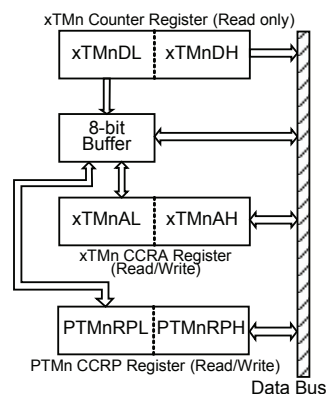 xTMn Counter Register (Read only)
xTMnDL xTMnDH
8-bit
Buffer
xTMnAL xTMnAH
xTMn CCRA Register
(Read/Write)
PTMnRPL PTMnRPH
PTMn CCRP Register (Read/Write)
Data Bus